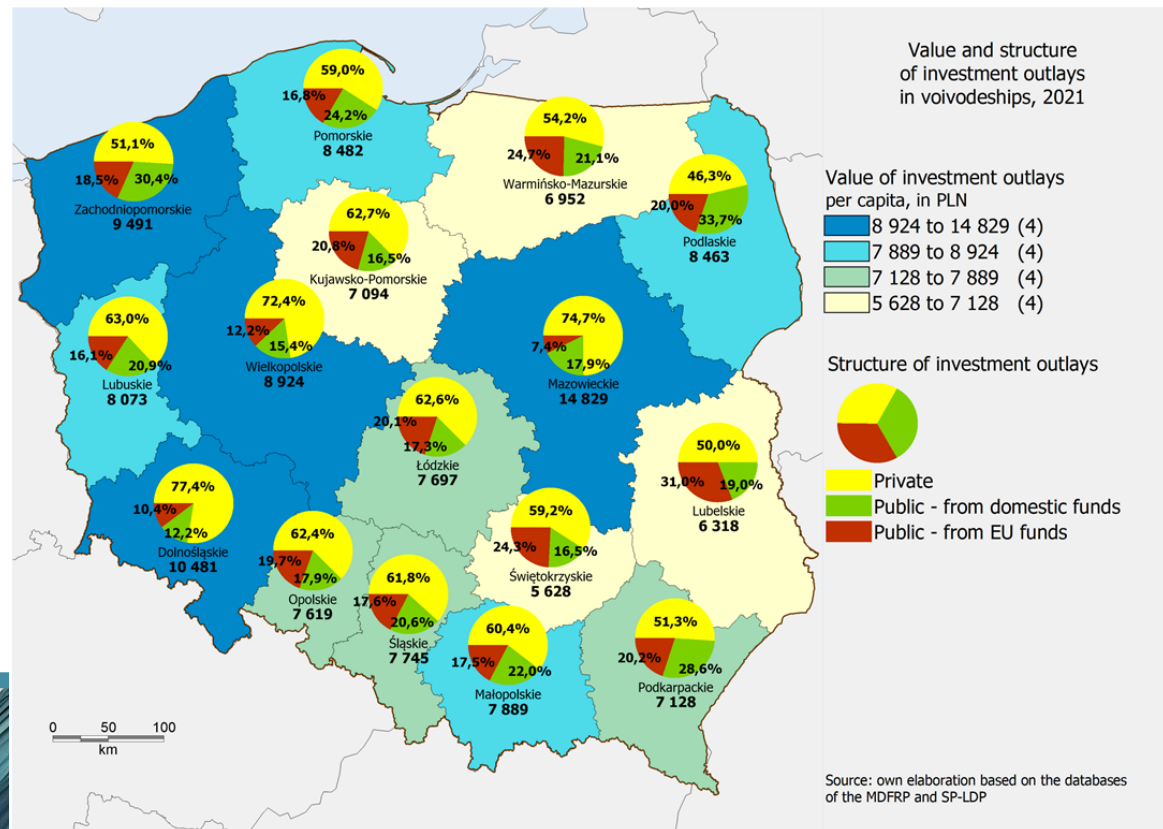 Value and structure
of investment outlays
in voivodeships, 2021
59,0%
16,8%
24,2%
Pomorskie
8 482
54,2%
24,7%
21,1%
Warmińsko-Mazurskie
6 952
51,1%
18,5%
30,4%
Zachodniopomorskie
9 491
46,3%
20,0%
33,7%
Podlaskie
8 463
62,7%
20,8%
16,5%
Kujawsko-Pomorskie
7 094
72,4%
12,2%
15,4%
Wielkopolskie
8 924
63,0%
16,1%
20,9%
Lubuskie
8 073
74,7%
7,4%
17,9%
Mazowieckie
14 829
62,6%
20,1%
17,3%
Łódzkie
7 697
50,0%
31,0%
19,0%
Lubelskie
6 318
77,4%
10,4%
12,2%
Dolnośląskie
10 481
62,4%
19,7%
17,9%
Opolskie
7 619
59,2%
24,3%
16,5%
Świętokrzyskie
5 628
61,8%
17,6%
20,6%
Śląskie
7 745
60,4%
17,5%
22,0%
Małopolskie
7 889
51,3%
20,2%
28,6%
Podkarpackie
7 128
0 50 100
km
Value of investment outlays
per capita, in PLN
8 924 to 14 829 (4)
7 889 to 8 924 (4)
7 128 to 7 889 (4)
5 628 to 7 128 (4)
Structure of investment outlays
Private
Public - from domestic funds
Public - from EU funds
Source: own elaboration based on the databases
of the MDFRP and SP-LDP